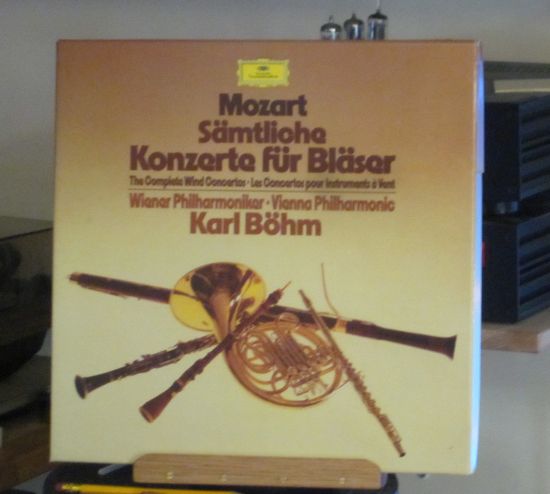 Mozart
Sämtliche
Konzerte für Bläser
The Complete Wind Concertos · Les Concertos pour Instruments à Vent
Wiener Philharmoniker · Vienna Philharmonic
Karl Böhm